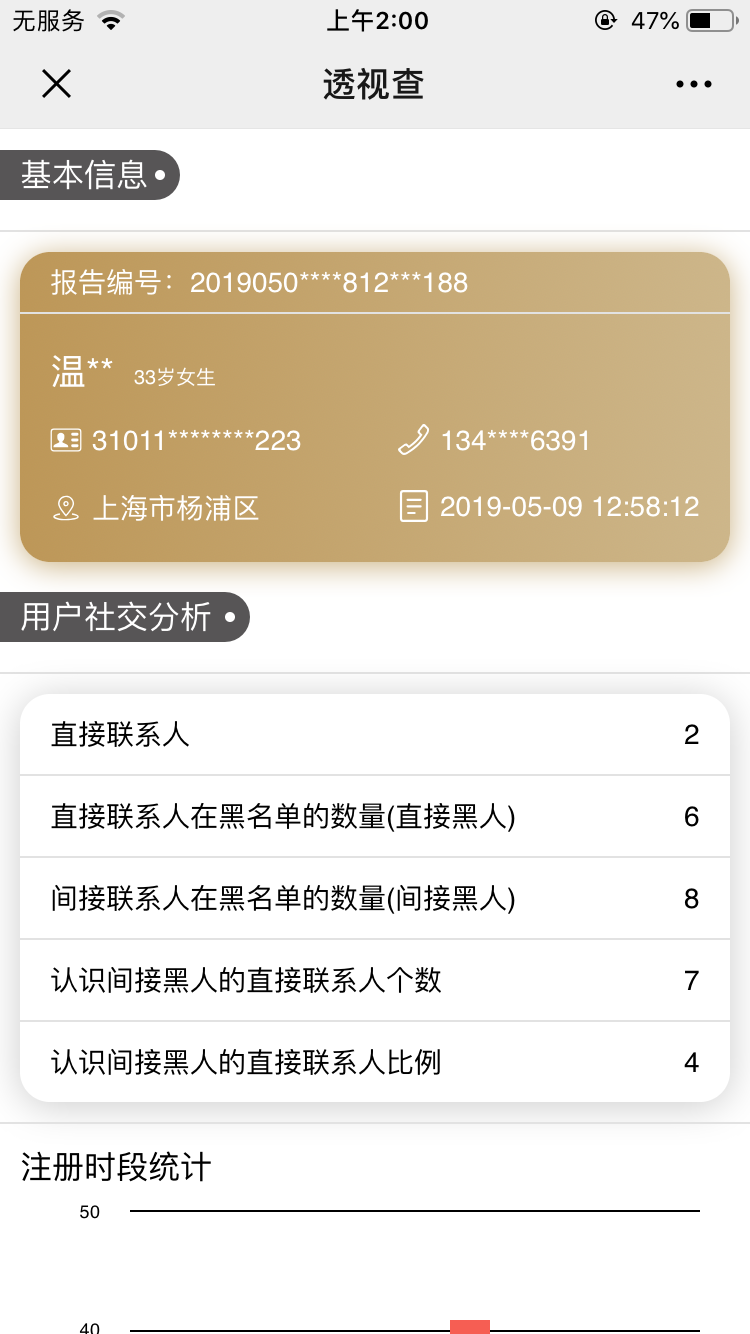 无服务 上午2:00 47%
透视查
基本信息
报告编号：2019050****812***188
温** 33岁女生
31011********223 134****6391
上海市杨浦区 2019-05-09 12:58:12
用户社交分析
直接联系人 2
直接联系人在黑名单的数量(直接黑人) 6
间接联系人在黑名单的数量(间接黑人) 8
认识间接黑人的直接联系人个数 7
认识间接黑人的直接联系人比例 4
注册时段统计
50
40